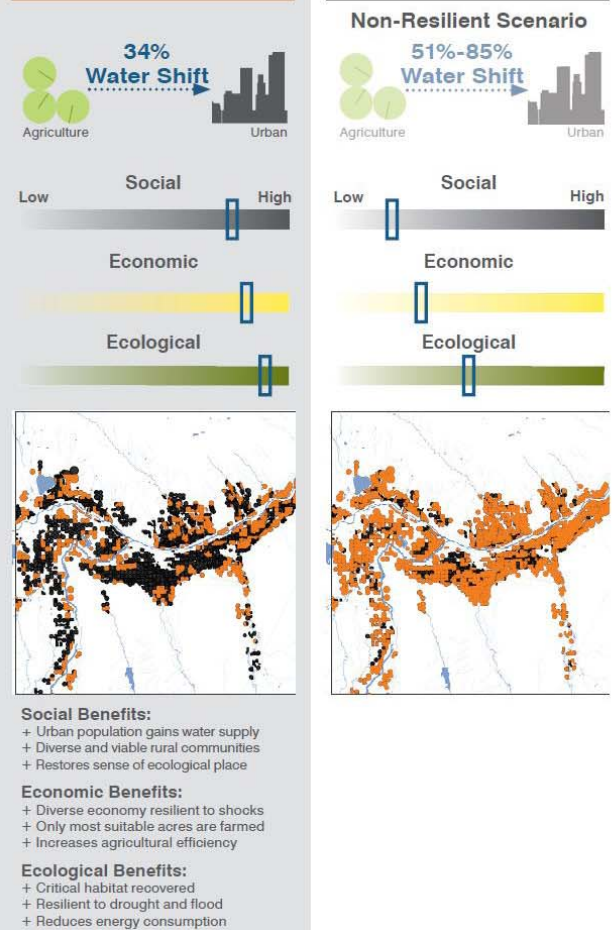 34%
Water Shift
Agriculture
Urban
Social
Low
High
Economic
Ecological
Social Benefits:
+ Urban population gains water supply
+ Diverse and viable rural communities
+ Restores sense of ecological place
Economic Benefits:
+ Diverse economy resilient to shocks
+ Only most suitable acres are farmed
+ Increases agricultural efficiency
Ecological Benefits:
+ Critical habitat recovered
+ Resilient to drought and flood
+ Reduces energy consumption
Non-Resilient Scenario
51%-85%
Water Shift
Agriculture
Urban
Social
Low
High
Economic
Ecological